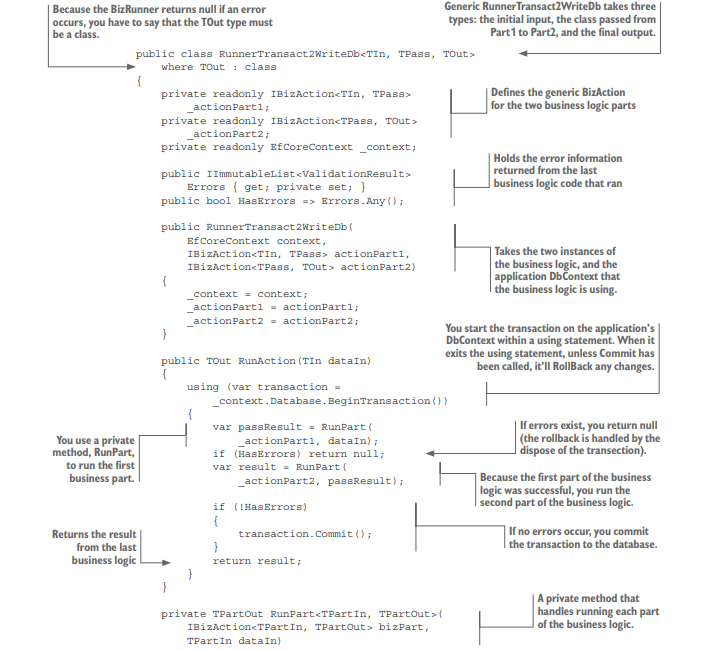 Because the BizRunner returns null if an error
occurs, you have to say that the TOut type must
be a class.
Generic RunnerTransact2WriteDb takes three
types: the initial input, the class passed from
Part1 to Part2, and the final output.
public class RunnerTransact2WriteDb<TIn, TPass, TOut>
where TOut : class
{
private readonly IBizAction<TIn, TPass>
_actionPart1;
private readonly IBizAction<TPass, TOut>
_actionPart2;
private readonly EfCoreContext _context;
Defines the generic BizAction
for the two business logic parts
public IImmutableList<ValidationResult>
Errors { get; private set; }
public bool HasErrors => Errors.Any();
Holds the error information
returned from the last
business logic code that ran
public RunnerTransact2WriteDb(
EfCoreContext context,
IBizAction<TIn, TPass> actionPart1,
IBizAction<TPass, TOut> actionPart2)
{
_context = context;
_actionPart1 = actionPart1;
_actionPart2 = actionPart2;
}
Takes the two instances of
the business logic, and the
application DbContext that
the business logic is using.
You start the transaction on the application's
DbContext within a using statement. When it
exits the using statement, unless Commit has
been called, it'll RollBack any changes.
public TOut RunAction(TIn dataIn)
{
using (var transaction =
_context.Database.BeginTransaction())
{
var passResult = RunPart(
_actionPart1, dataIn);
if (HasErrors) return null;
var result = RunPart(
_actionPart2, passResult);
You use a private
method, RunPart,
to run the first
business part.
If errors exist, you return null
(the rollback is handled by the
dispose of the transection).
Because the first part of the business
logic was successful, you run the
second part of the business logic.
if (!HasErrors)
{
transaction.Commit();
}
return result;
}
}
If no errors occur, you commit
the transaction to the database.
Returns the result
from the last
business logic
private TPartOut RunPart<TPartIn, TPartOut>(
IBizAction<TPartIn, TPartOut> bizPart,
TPartIn dataIn)
A private method that
handles running each part
of the business logic.